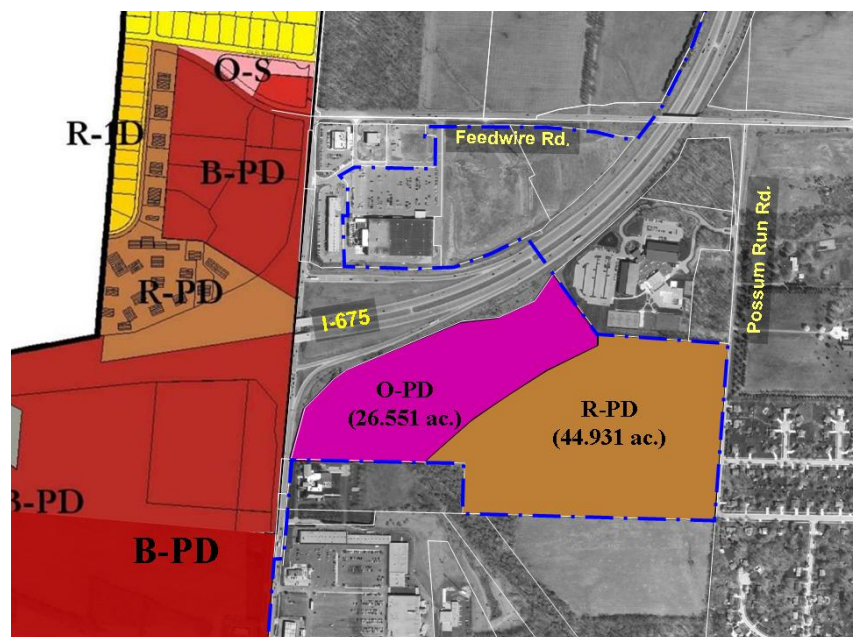 O-S
R-1D
B-PD
Feedwire Rd.
Possum Run Rd.
R-PD
I-675
O-PD
(26.551 ac.)
R-PD
(44.931 ac.)
B-PD
B-PD